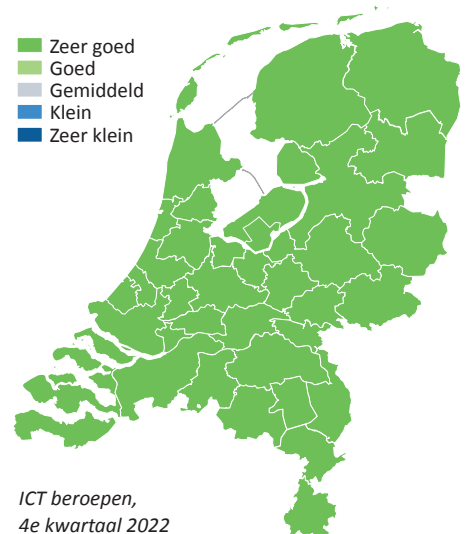 Zeer goed
Goed
Gemiddeld
Klein
Zeer klein
ICT beroepen,
4e kwartaal 2022